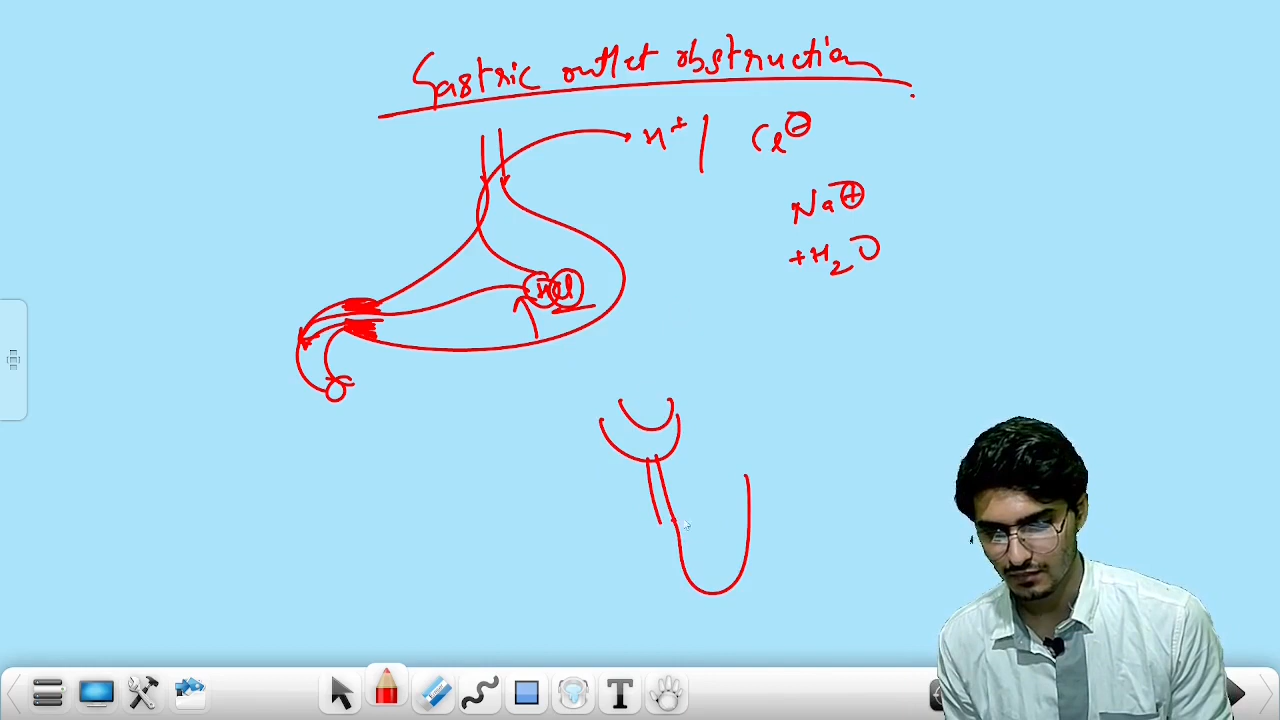 Gastric outlet obstruction
H+ | Cl⊖
Na⊕
+H2O
HCl
T